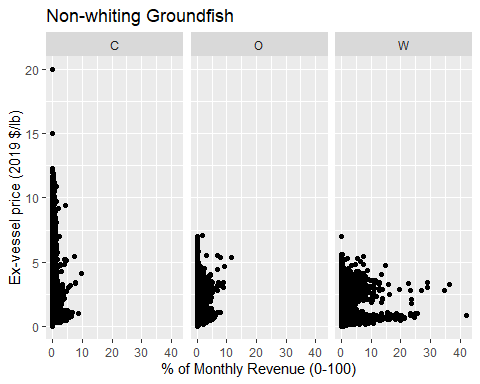 Non-whiting Groundfish
C O W
Ex-vessel price (2019 $/lb)
20
15
10
5
0
0 10 20 30 40 0 10 20 30 40 0 10 20 30 40
% of Monthly Revenue (0-100)